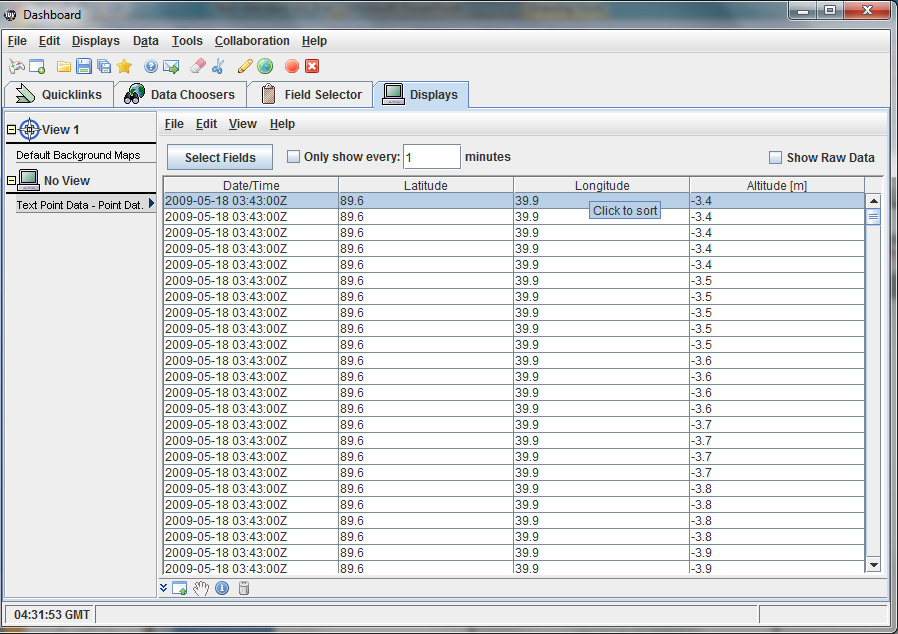 Dashboard
File Edit Displays Data Tools Collaboration Help
Quicklinks Data Choosers Field Selector Displays
View 1
Default Background Maps
No View
Text Point Data - Point Dat.
File Edit View Help
Select Fields Only show every: 1 minutes Show Raw Data
Date/Time Latitude Longitude Altitude [m]
2009-05-18 03:43:00Z 89.6 39.9 -3.4
Click to sort
2009-05-18 03:43:00Z 89.6 39.9 -3.4
2009-05-18 03:43:00Z 89.6 39.9 -3.4
2009-05-18 03:43:00Z 89.6 39.9 -3.4
2009-05-18 03:43:00Z 89.6 39.9 -3.4
2009-05-18 03:43:00Z 89.6 39.9 -3.5
2009-05-18 03:43:00Z 89.6 39.9 -3.5
2009-05-18 03:43:00Z 89.6 39.9 -3.5
2009-05-18 03:43:00Z 89.6 39.9 -3.5
2009-05-18 03:43:00Z 89.6 39.9 -3.5
2009-05-18 03:43:00Z 89.6 39.9 -3.6
2009-05-18 03:43:00Z 89.6 39.9 -3.6
2009-05-18 03:43:00Z 89.6 39.9 -3.6
2009-05-18 03:43:00Z 89.6 39.9 -3.6
2009-05-18 03:43:00Z 89.6 39.9 -3.7
2009-05-18 03:43:00Z 89.6 39.9 -3.7
2009-05-18 03:43:00Z 89.6 39.9 -3.7
2009-05-18 03:43:00Z 89.6 39.9 -3.7
2009-05-18 03:43:00Z 89.6 39.9 -3.8
2009-05-18 03:43:00Z 89.6 39.9 -3.8
2009-05-18 03:43:00Z 89.6 39.9 -3.8
2009-05-18 03:43:00Z 89.6 39.9 -3.8
2009-05-18 03:43:00Z 89.6 39.9 -3.9
2009-05-18 03:43:00Z 89.6 39.9 -3.9
04:31:53 GMT